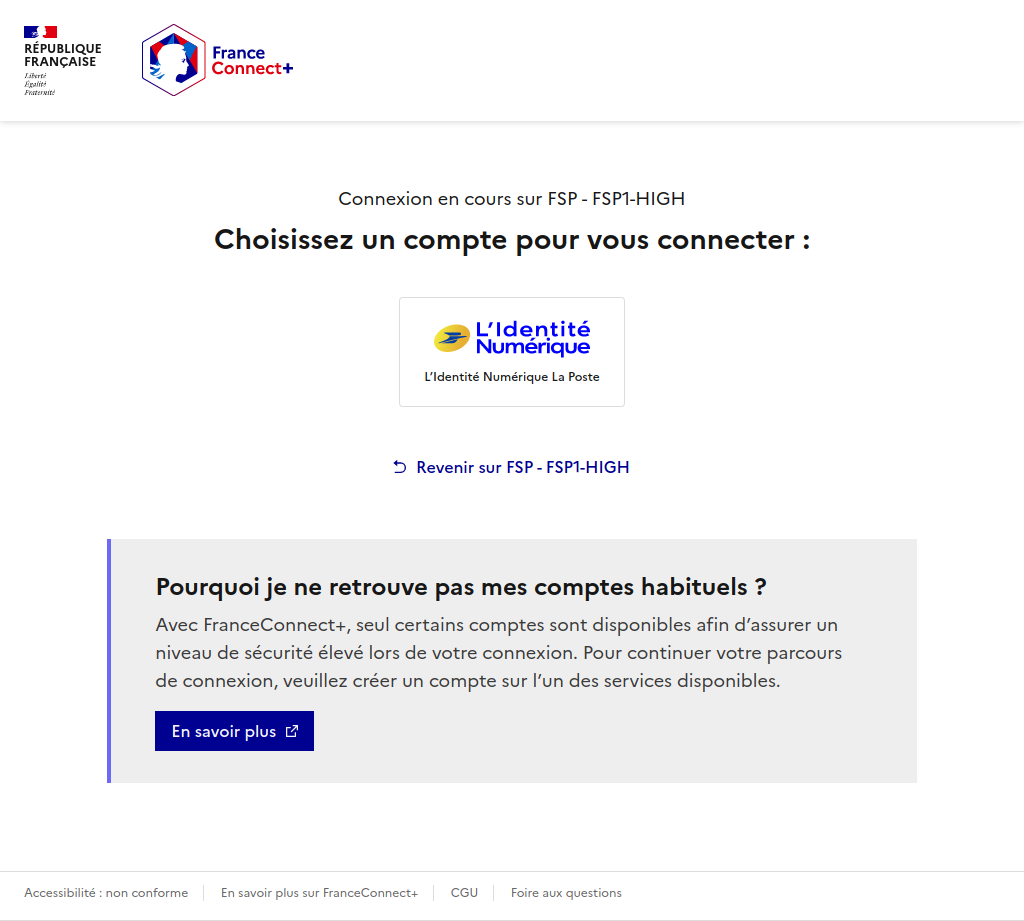 RÉPUBLIQUE
FRANÇAISE
Liberté
Égalité
Fraternité
France
Connect+
Connexion en cours sur FSP - FSP1-HIGH
Choisissez un compte pour vous connecter :
L’Identité
Numérique
L’Identité Numérique La Poste
Revenir sur FSP - FSP1-HIGH
Pourquoi je ne retrouve pas mes comptes habituels ?
Avec FranceConnect+, seul certains comptes sont disponibles afin d’assurer un
niveau de sécurité élevé lors de votre connexion. Pour continuer votre parcours
de connexion, veuillez créer un compte sur l’un des services disponibles.
En savoir plus
Accessibilité : non conforme
En savoir plus sur FranceConnect+
CGU
Foire aux questions